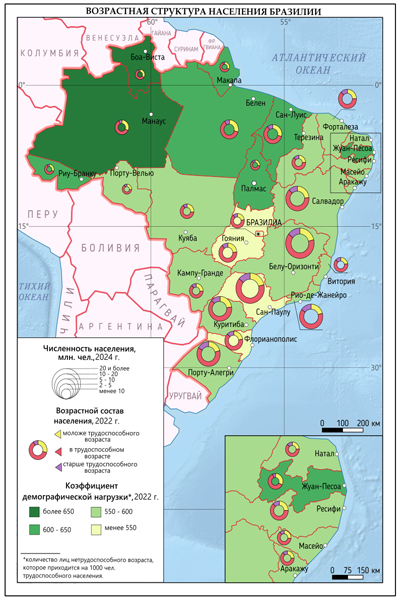 ВОЗРАСТНАЯ СТРУКТУРА НАСЕЛЕНИЯ БРАЗИЛИИ
60°
55°
ВЕНЕСУЭЛА
ГАЙАНА
КОЛУМБИЯ
СУРИНАМ
ФР. ГВИАНА
Боа-Виста
АТЛАНТИЧЕСКИЙ
ОКЕАН
Макапа
0°
0°
Белен
Манаус
Сан-Луис
Форталеза
Терезина
Натал
Жуан-Песоа
Ресифи
Риу-Бранку
Порту-Велью
Масейо
Аракажу
Палмас
Сальвадор
ПЕРУ
БРАЗИЛИА
15°
15°
Куяба
Гояния
БОЛИВИЯ
Белу-Оризонти
Витория
ТИХИЙ
ОКЕАН
Кампу-Гранде
Рио-де-Жанейро
ПАРАГВАЙ
Сан-Паулу
ЧИЛИ
Куритиба
АРГЕНТИНА
Флорианополис
Порту-Алегри
30°
УРУГВАЙ
0 100 200 км
Численность населения,
млн. чел.,2024 г.
20 и более
10 - 20
5 - 10
2 - 5
менее 10
Возрастной состав
населения, 2022 г.
моложе трудоспособного
возраста
в трудоспособном
возрасте
старше трудоспособного
возраста
Коэффициент
демографической нагрузки*,2022 г.
более 650
550 - 600
600 - 650
менее 550
*количество лиц нетрудоспособного возраста,
которое приходится на 1000 чел.
трудоспособного населения.
Натал
Жуан-Песоа
Ресифи
Масейо
Аракажу
0 75 150 км